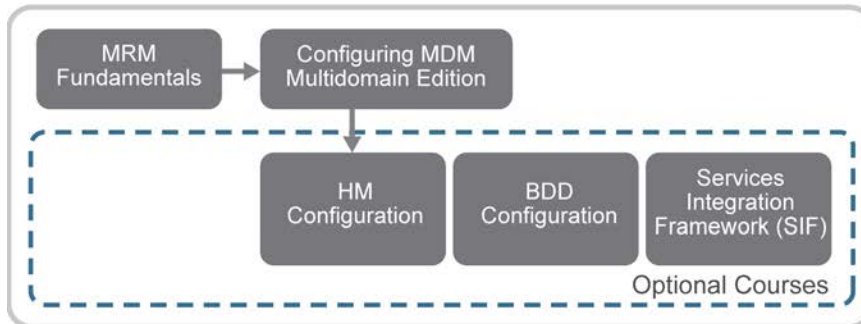 MRM
Fundamentals
Configuring MDM
Multidomain Edition
HM
Configuration
BDD
Configuration
Services
Integration
Framework (SIF)
Optional Courses